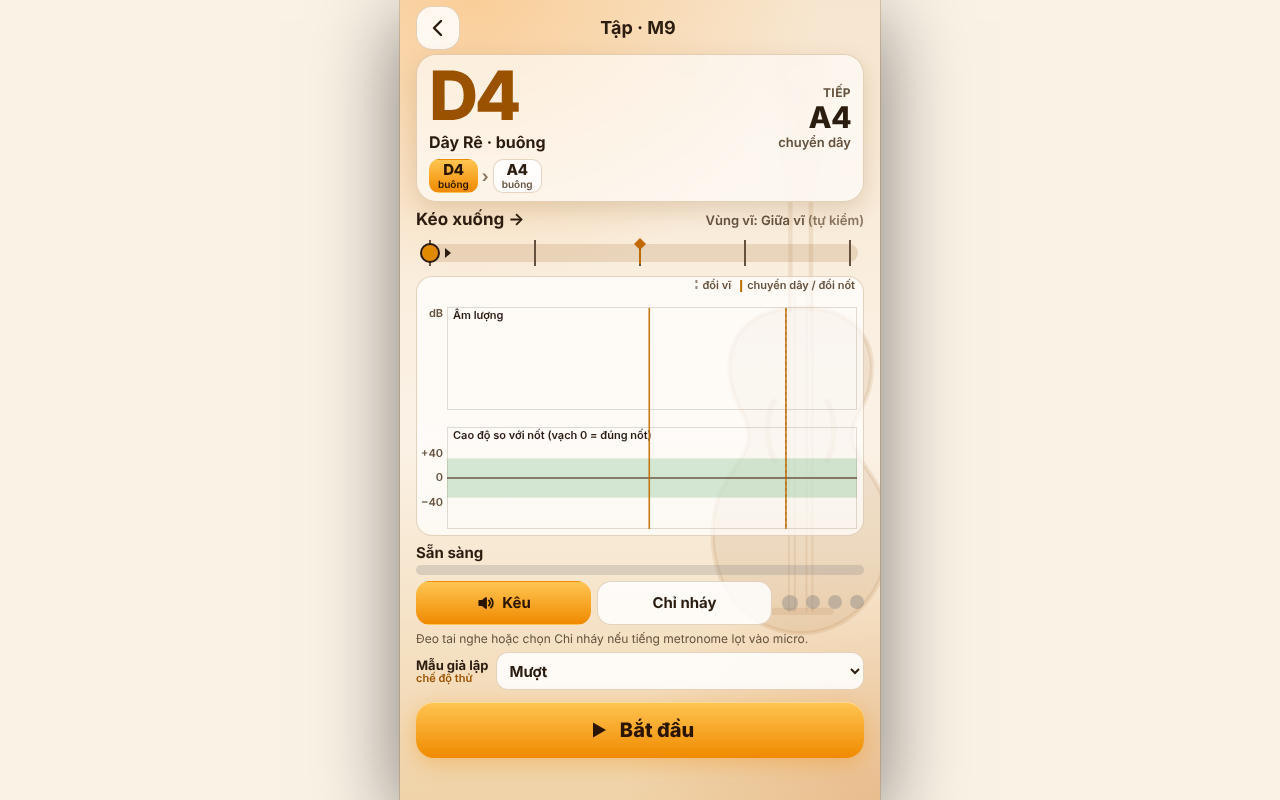 Tập · M9
D4
Dây Rê · buông
TIẾP
A4
chuyển dây
D4
buông
›
A4
buông
Kéo xuống →
Vùng vĩ: Giữa vĩ (tự kiểm)
đổi vĩ
chuyển dây / đổi nốt
dB
Âm lượng
Cao độ so với nốt (vạch 0 = đúng nốt)
+40
0
−40
Sẵn sàng
Kêu
Chỉ nháy
Đeo tai nghe hoặc chọn Chỉ nháy nếu tiếng metronome lọt vào micro.
Mẫu giả lập
chế độ thử
Mượt
Bắt đầu